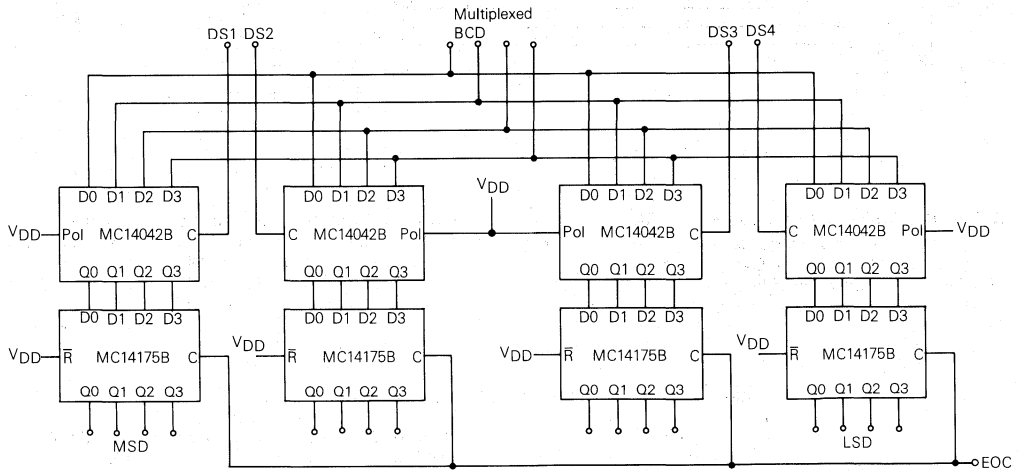 Multiplexed
BCD
DS1 DS2 DS3 DS4
VDD
D0 D1 D2 D3 D0 D1 D2 D3 D0 D1 D2 D3 D0 D1 D2 D3
VDD Pol MC14042B C C MC14042B Pol Pol MC14042B C C MC14042B Pol VDD
Q0 Q1 Q2 Q3 Q0 Q1 Q2 Q3 Q0 Q1 Q2 Q3 Q0 Q1 Q2 Q3
D0 D1 D2 D3 D0 D1 D2 D3 D0 D1 D2 D3 D0 D1 D2 D3
VDD R̅ MC14175B C VDD R̅ MC14175B C VDD R̅ MC14175B C VDD R̅ MC14175B C
Q0 Q1 Q2 Q3 Q0 Q1 Q2 Q3 Q0 Q1 Q2 Q3 Q0 Q1 Q2 Q3
MSD LSD
EOC